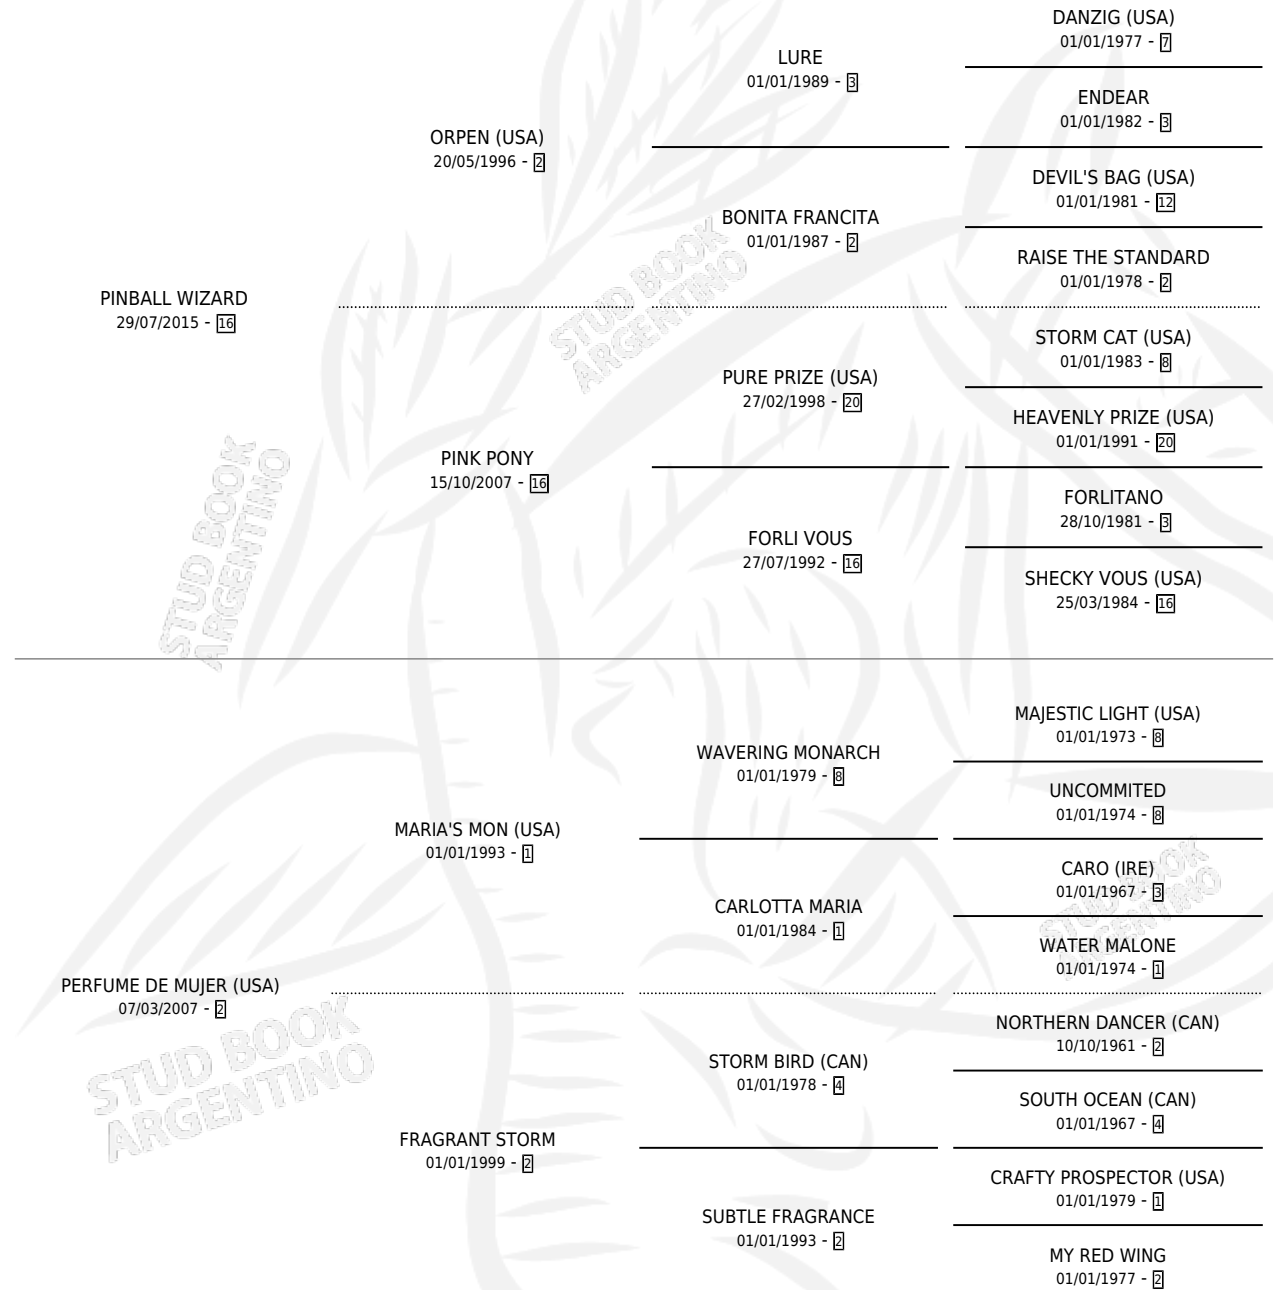 DANZIG (USA)
01/01/1977 - 7
LURE
01/01/1989 - 3
ENDEAR
01/01/1982 - 3
ORPEN (USA)
20/05/1996 - 2
DEVIL'S BAG (USA)
01/01/1981 - 12
BONITA FRANCITA
01/01/1987 - 2
RAISE THE STANDARD
01/01/1978 - 2
PINBALL WIZARD
29/07/2015 - 16
STORM CAT (USA)
01/01/1983 - 8
PURE PRIZE (USA)
27/02/1998 - 20
HEAVENLY PRIZE (USA)
01/01/1991 - 20
PINK PONY
15/10/2007 - 16
FORLITANO
28/10/1981 - 3
FORLI VOUS
27/07/1992 - 16
SHECKY VOUS (USA)
25/03/1984 - 16
MAJESTIC LIGHT (USA)
01/01/1973 - 8
WAVERING MONARCH
01/01/1979 - 8
UNCOMMITED
01/01/1974 - 8
MARIA'S MON (USA)
01/01/1993 - 1
CARO (IRE)
01/01/1967 - 3
CARLOTTA MARIA
01/01/1984 - 1
WATER MALONE
01/01/1974 - 1
PERFUME DE MUJER (USA)
07/03/2007 - 2
NORTHERN DANCER (CAN)
10/10/1961 - 2
STORM BIRD (CAN)
01/01/1978 - 4
SOUTH OCEAN (CAN)
01/01/1967 - 4
FRAGRANT STORM
01/01/1999 - 2
CRAFTY PROSPECTOR (USA)
01/01/1979 - 1
SUBTLE FRAGRANCE
01/01/1993 - 2
MY RED WING
01/01/1977 - 2
STUD BOOK
ARGENTINO
STUD BOOK
ARGENTINO
STUD BOOK
ARGENTINO
STUD BOOK
ARGENTINO